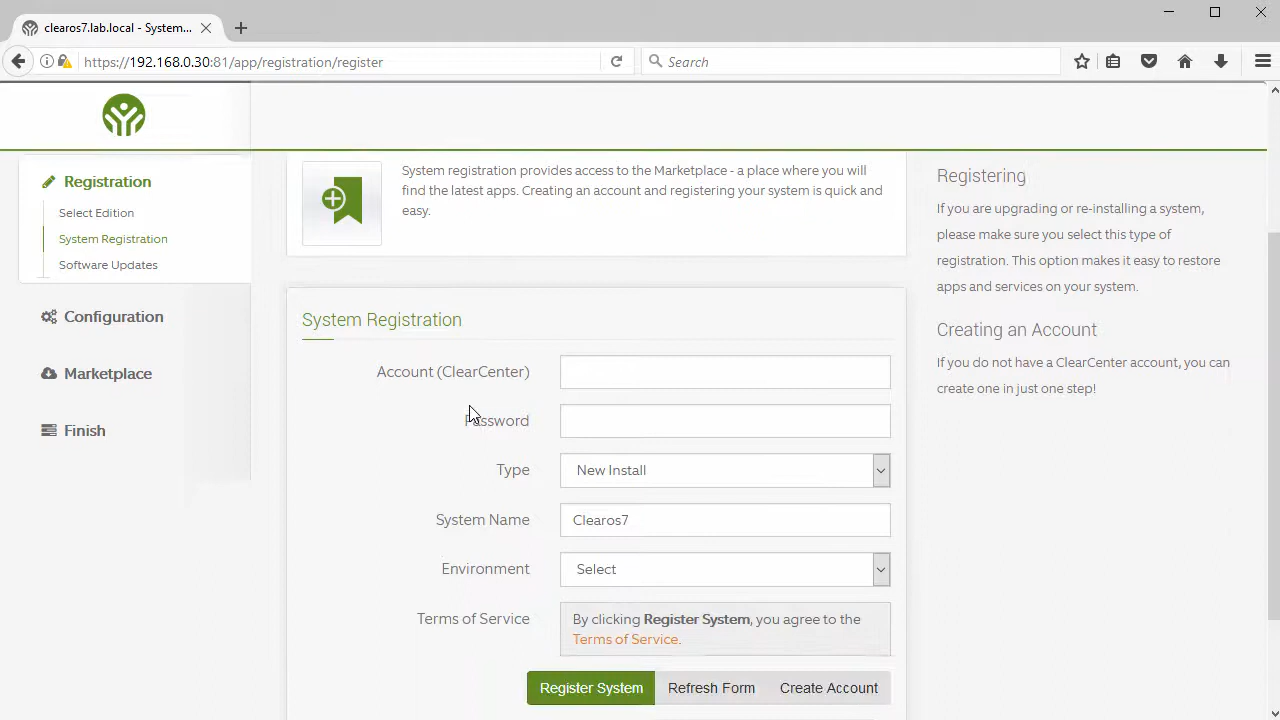 clearos7.lab.local - System...
https://192.168.0.30:81/app/registration/register
Search
Registration
Select Edition
System Registration
Software Updates
Configuration
Marketplace
Finish
System registration provides access to the Marketplace - a place where you will
find the latest apps. Creating an account and registering your system is quick and
easy.
System Registration
Account (ClearCenter)
Password
Type
New Install
System Name
Clearos7
Environment
Select
Terms of Service
By clicking Register System, you agree to the
Terms of Service.
Register System
Refresh Form
Create Account
Registering
If you are upgrading or re-installing a system,
please make sure you select this type of
registration. This option makes it easy to restore
apps and services on your system.
Creating an Account
If you do not have a ClearCenter account, you can
create one in just one step!